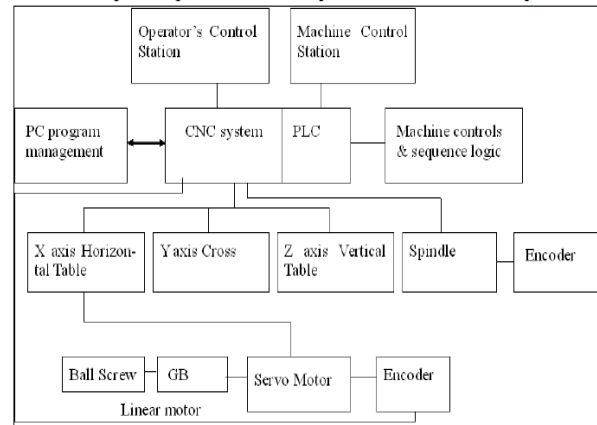 Operator's Control
Station
Machine Control
Station
PC program
management
CNC system
PLC
Machine controls
& sequence logic
X axis Horizon-
tal Table
Y axis Cross
Z axis Vertical
Table
Spindle
Encoder
Ball Screw
GB
Servo Motor
Encoder
Linear motor